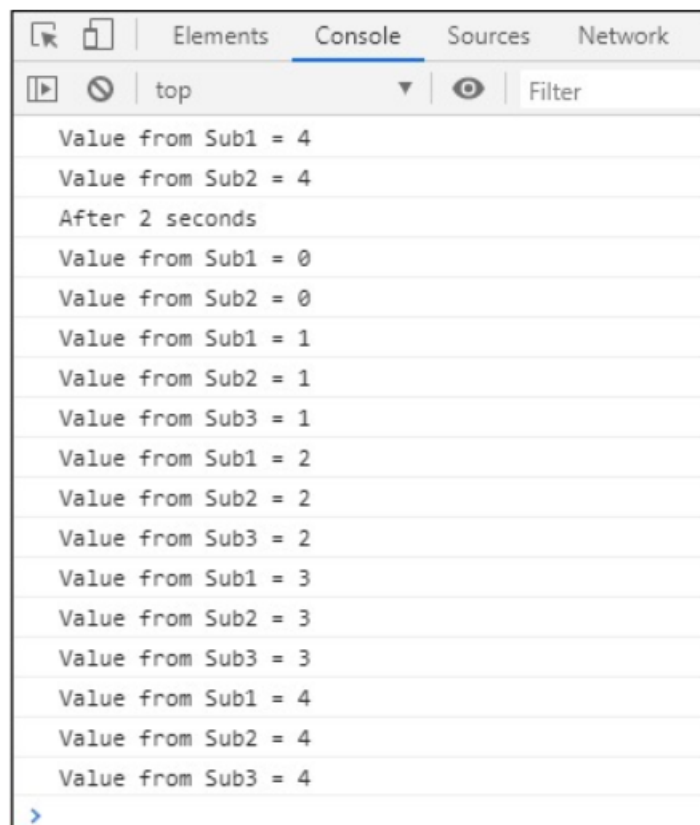 Elements Console Sources Network
top ▼ Filter
Value from Sub1 = 4
Value from Sub2 = 4
After 2 seconds
Value from Sub1 = 0
Value from Sub2 = 0
Value from Sub1 = 1
Value from Sub2 = 1
Value from Sub3 = 1
Value from Sub1 = 2
Value from Sub2 = 2
Value from Sub3 = 2
Value from Sub1 = 3
Value from Sub2 = 3
Value from Sub3 = 3
Value from Sub1 = 4
Value from Sub2 = 4
Value from Sub3 = 4
>